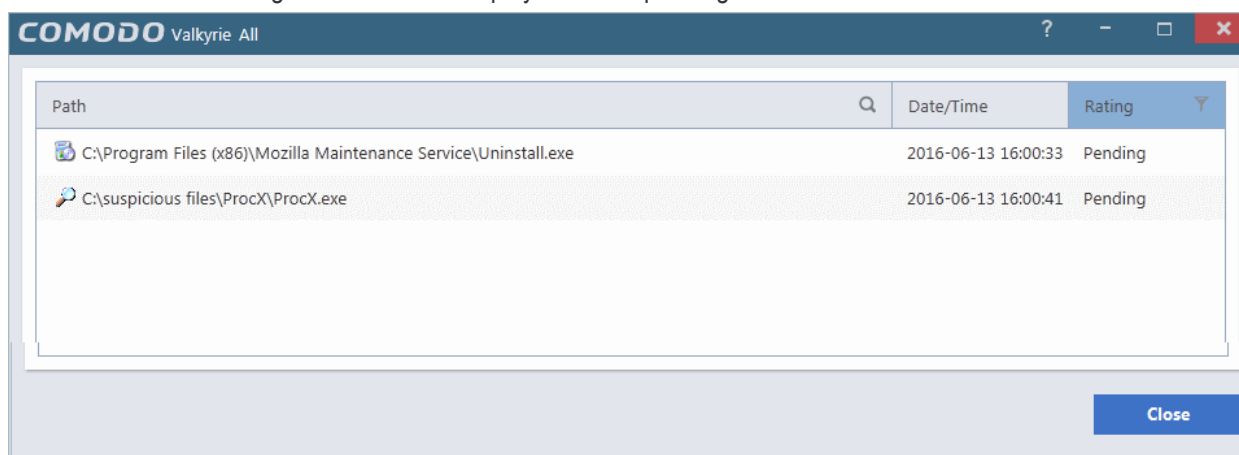 COMODO Valkyrie All ?
Path Date/Time Rating
C:\Program Files (x86)\Mozilla Maintenance Service\Uninstall.exe 2016-06-13 16:00:33 Pending
C:\suspicious files\ProcX\ProcX.exe 2016-06-13 16:00:41 Pending
Close